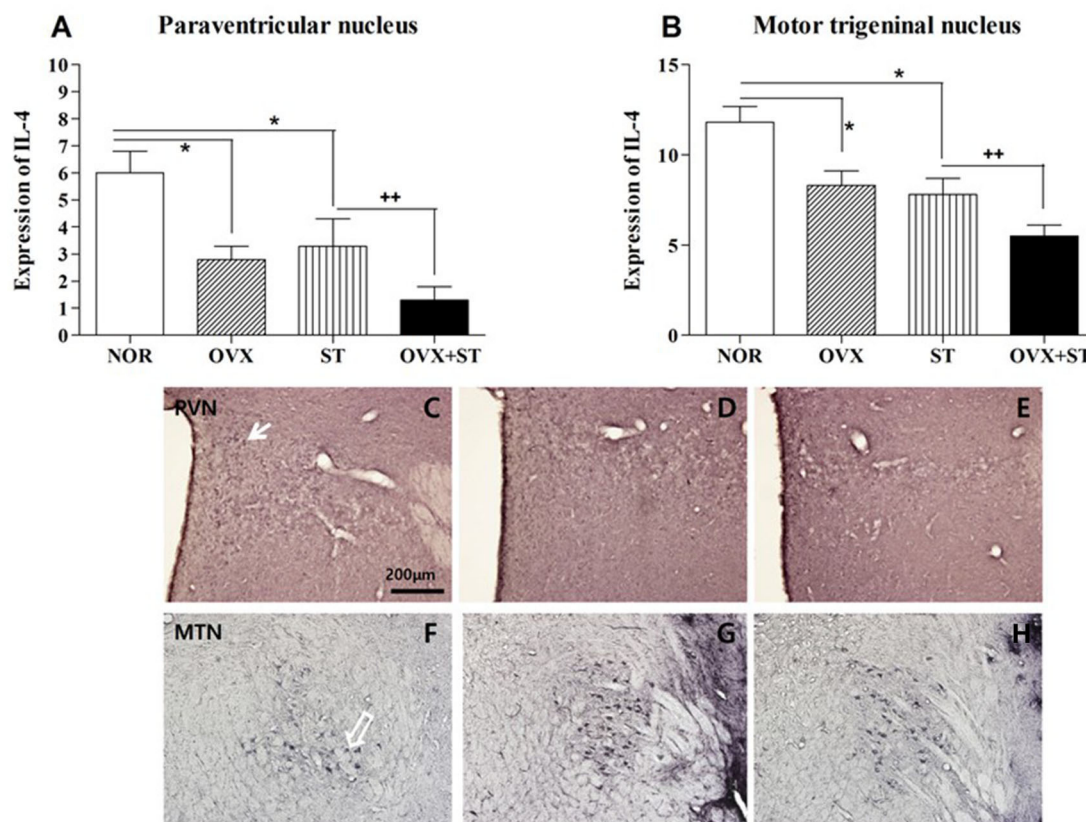 A Paraventricular nucleus
Expression of IL-4
10
9
8
7
6
5
4
3
2
1
0
*
*
++
NOR OVX ST OVX+ST
B Motor trigeninal nucleus
Expression of IL-4
15
10
5
0
*
*
++
NOR OVX ST OVX+ST
PVN C D E
200μm
MTN F G H